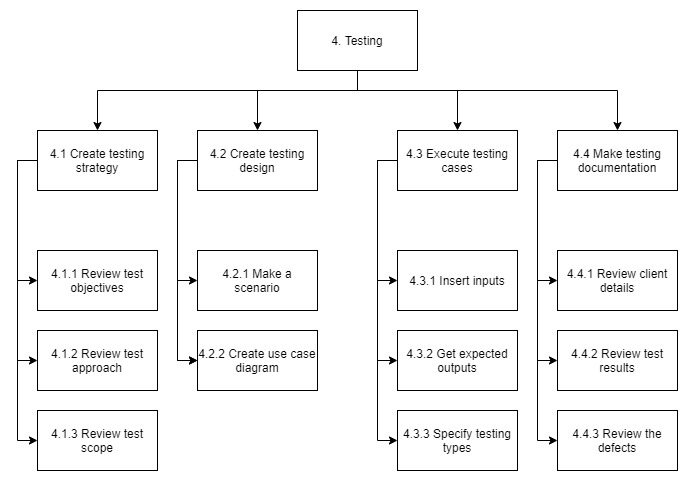 4. Testing
4.1 Create testing
strategy
4.2 Create testing
design
4.3 Execute testing
cases
4.4 Make testing
documentation
4.1.1 Review test
objectives
4.2.1 Make a
scenario
4.3.1 Insert inputs
4.4.1 Review client
details
4.1.2 Review test
approach
4.2.2 Create use case
diagram
4.3.2 Get expected
outputs
4.4.2 Review test
results
4.1.3 Review test
scope
4.3.3 Specify testing
types
4.4.3 Review the
defects